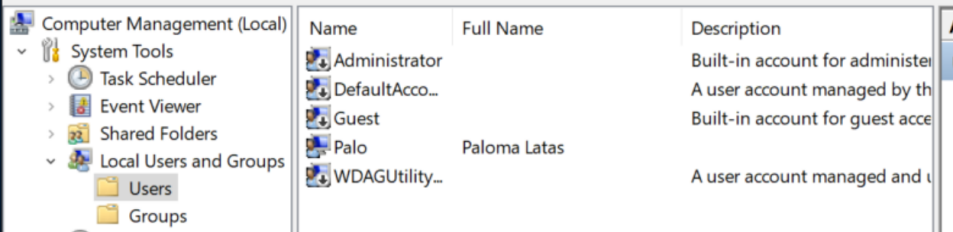 Computer Management (Local)
System Tools
Task Scheduler
Event Viewer
Shared Folders
Local Users and Groups
Users
Groups
Name Full Name Description
Administrator Built-in account for administer
DefaultAcco... A user account managed by th
Guest Built-in account for guest acce
Palo Paloma Latas
WDAGUtility... A user account managed and u